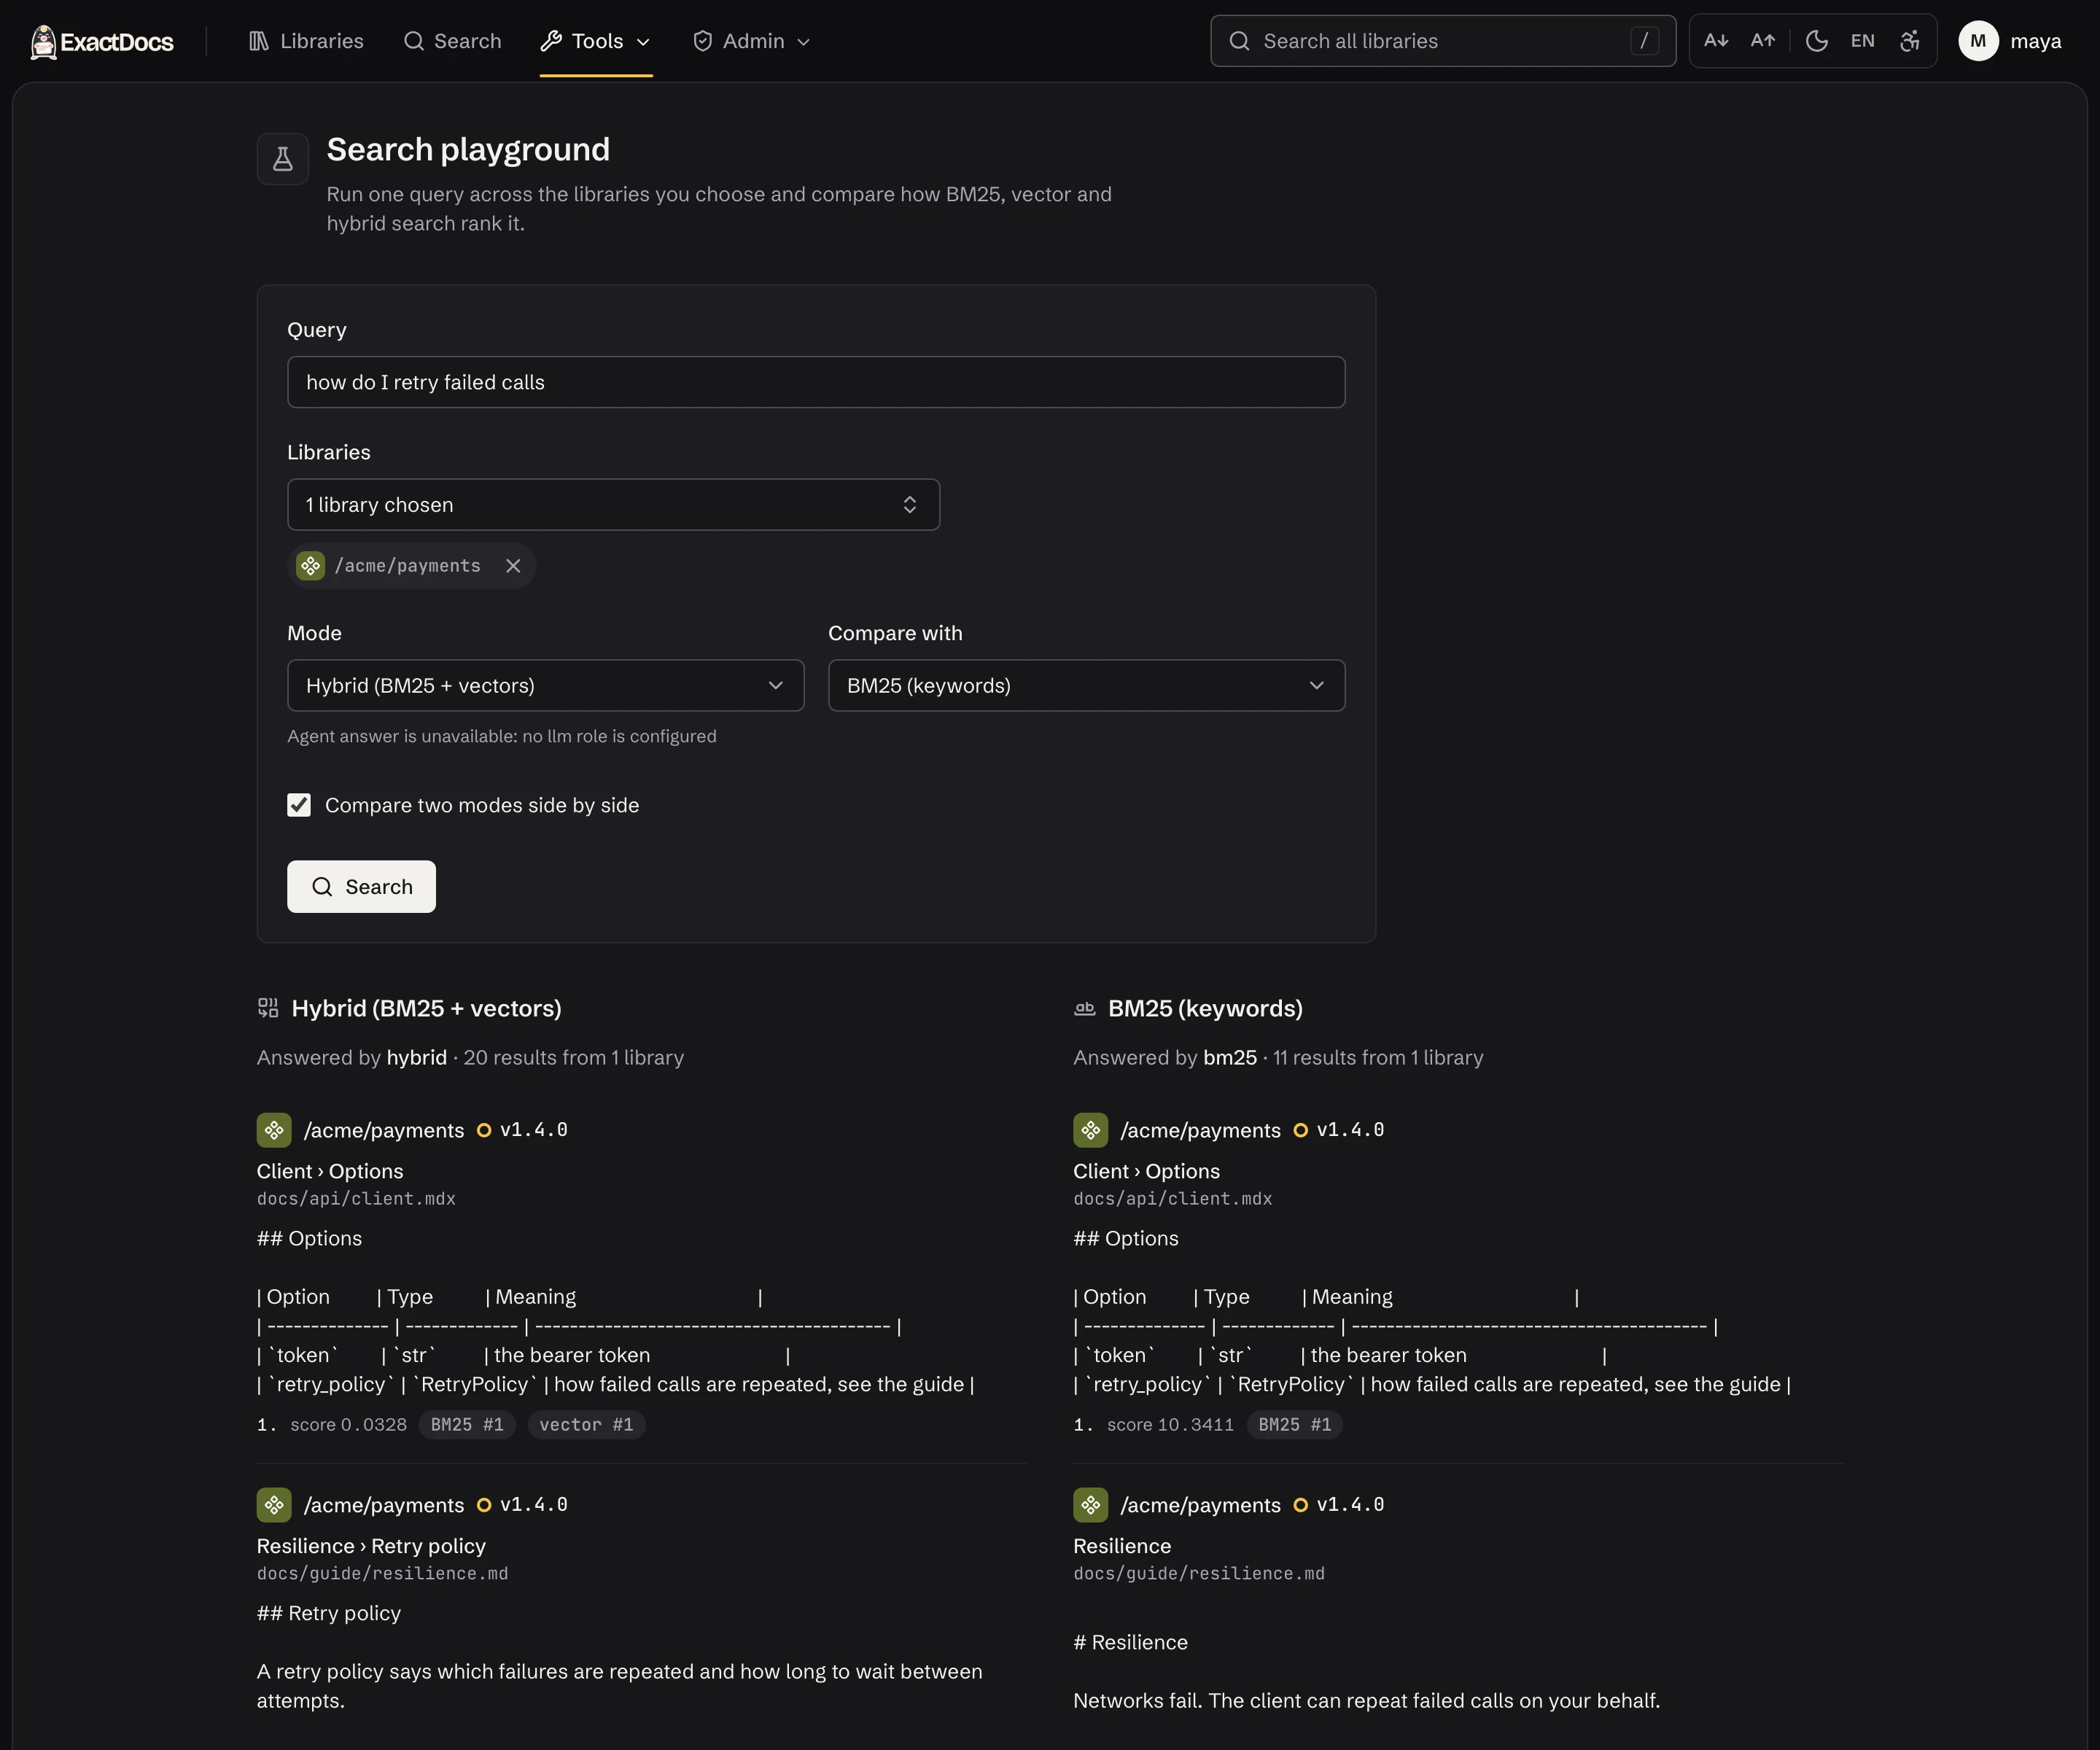 ExactDocs
Libraries
Search
Tools
Admin
Search all libraries
/
A↓
A↑
EN
M
maya
Search playground
Run one query across the libraries you choose and compare how BM25, vector and
hybrid search rank it.
Query
how do I retry failed calls
Libraries
1 library chosen
/acme/payments
Mode
Compare with
Hybrid (BM25 + vectors)
BM25 (keywords)
Agent answer is unavailable: no llm role is configured
Compare two modes side by side
Search
Hybrid (BM25 + vectors)
Answered by hybrid · 20 results from 1 library
/acme/payments v1.4.0
Client › Options
docs/api/client.mdx
## Options
| Option | Type | Meaning |
| -------------- | ------------- | ----------------------------------------- |
| `token` | `str` | the bearer token |
| `retry_policy` | `RetryPolicy` | how failed calls are repeated, see the guide |
1. score 0.0328 BM25 #1 vector #1
/acme/payments v1.4.0
Resilience › Retry policy
docs/guide/resilience.md
## Retry policy
A retry policy says which failures are repeated and how long to wait between
attempts.
ab BM25 (keywords)
Answered by bm25 · 11 results from 1 library
/acme/payments v1.4.0
Client › Options
docs/api/client.mdx
## Options
| Option | Type | Meaning |
| -------------- | ------------- | ----------------------------------------- |
| `token` | `str` | the bearer token |
| `retry_policy` | `RetryPolicy` | how failed calls are repeated, see the guide |
1. score 10.3411 BM25 #1
/acme/payments v1.4.0
Resilience
docs/guide/resilience.md
# Resilience
Networks fail. The client can repeat failed calls on your behalf.